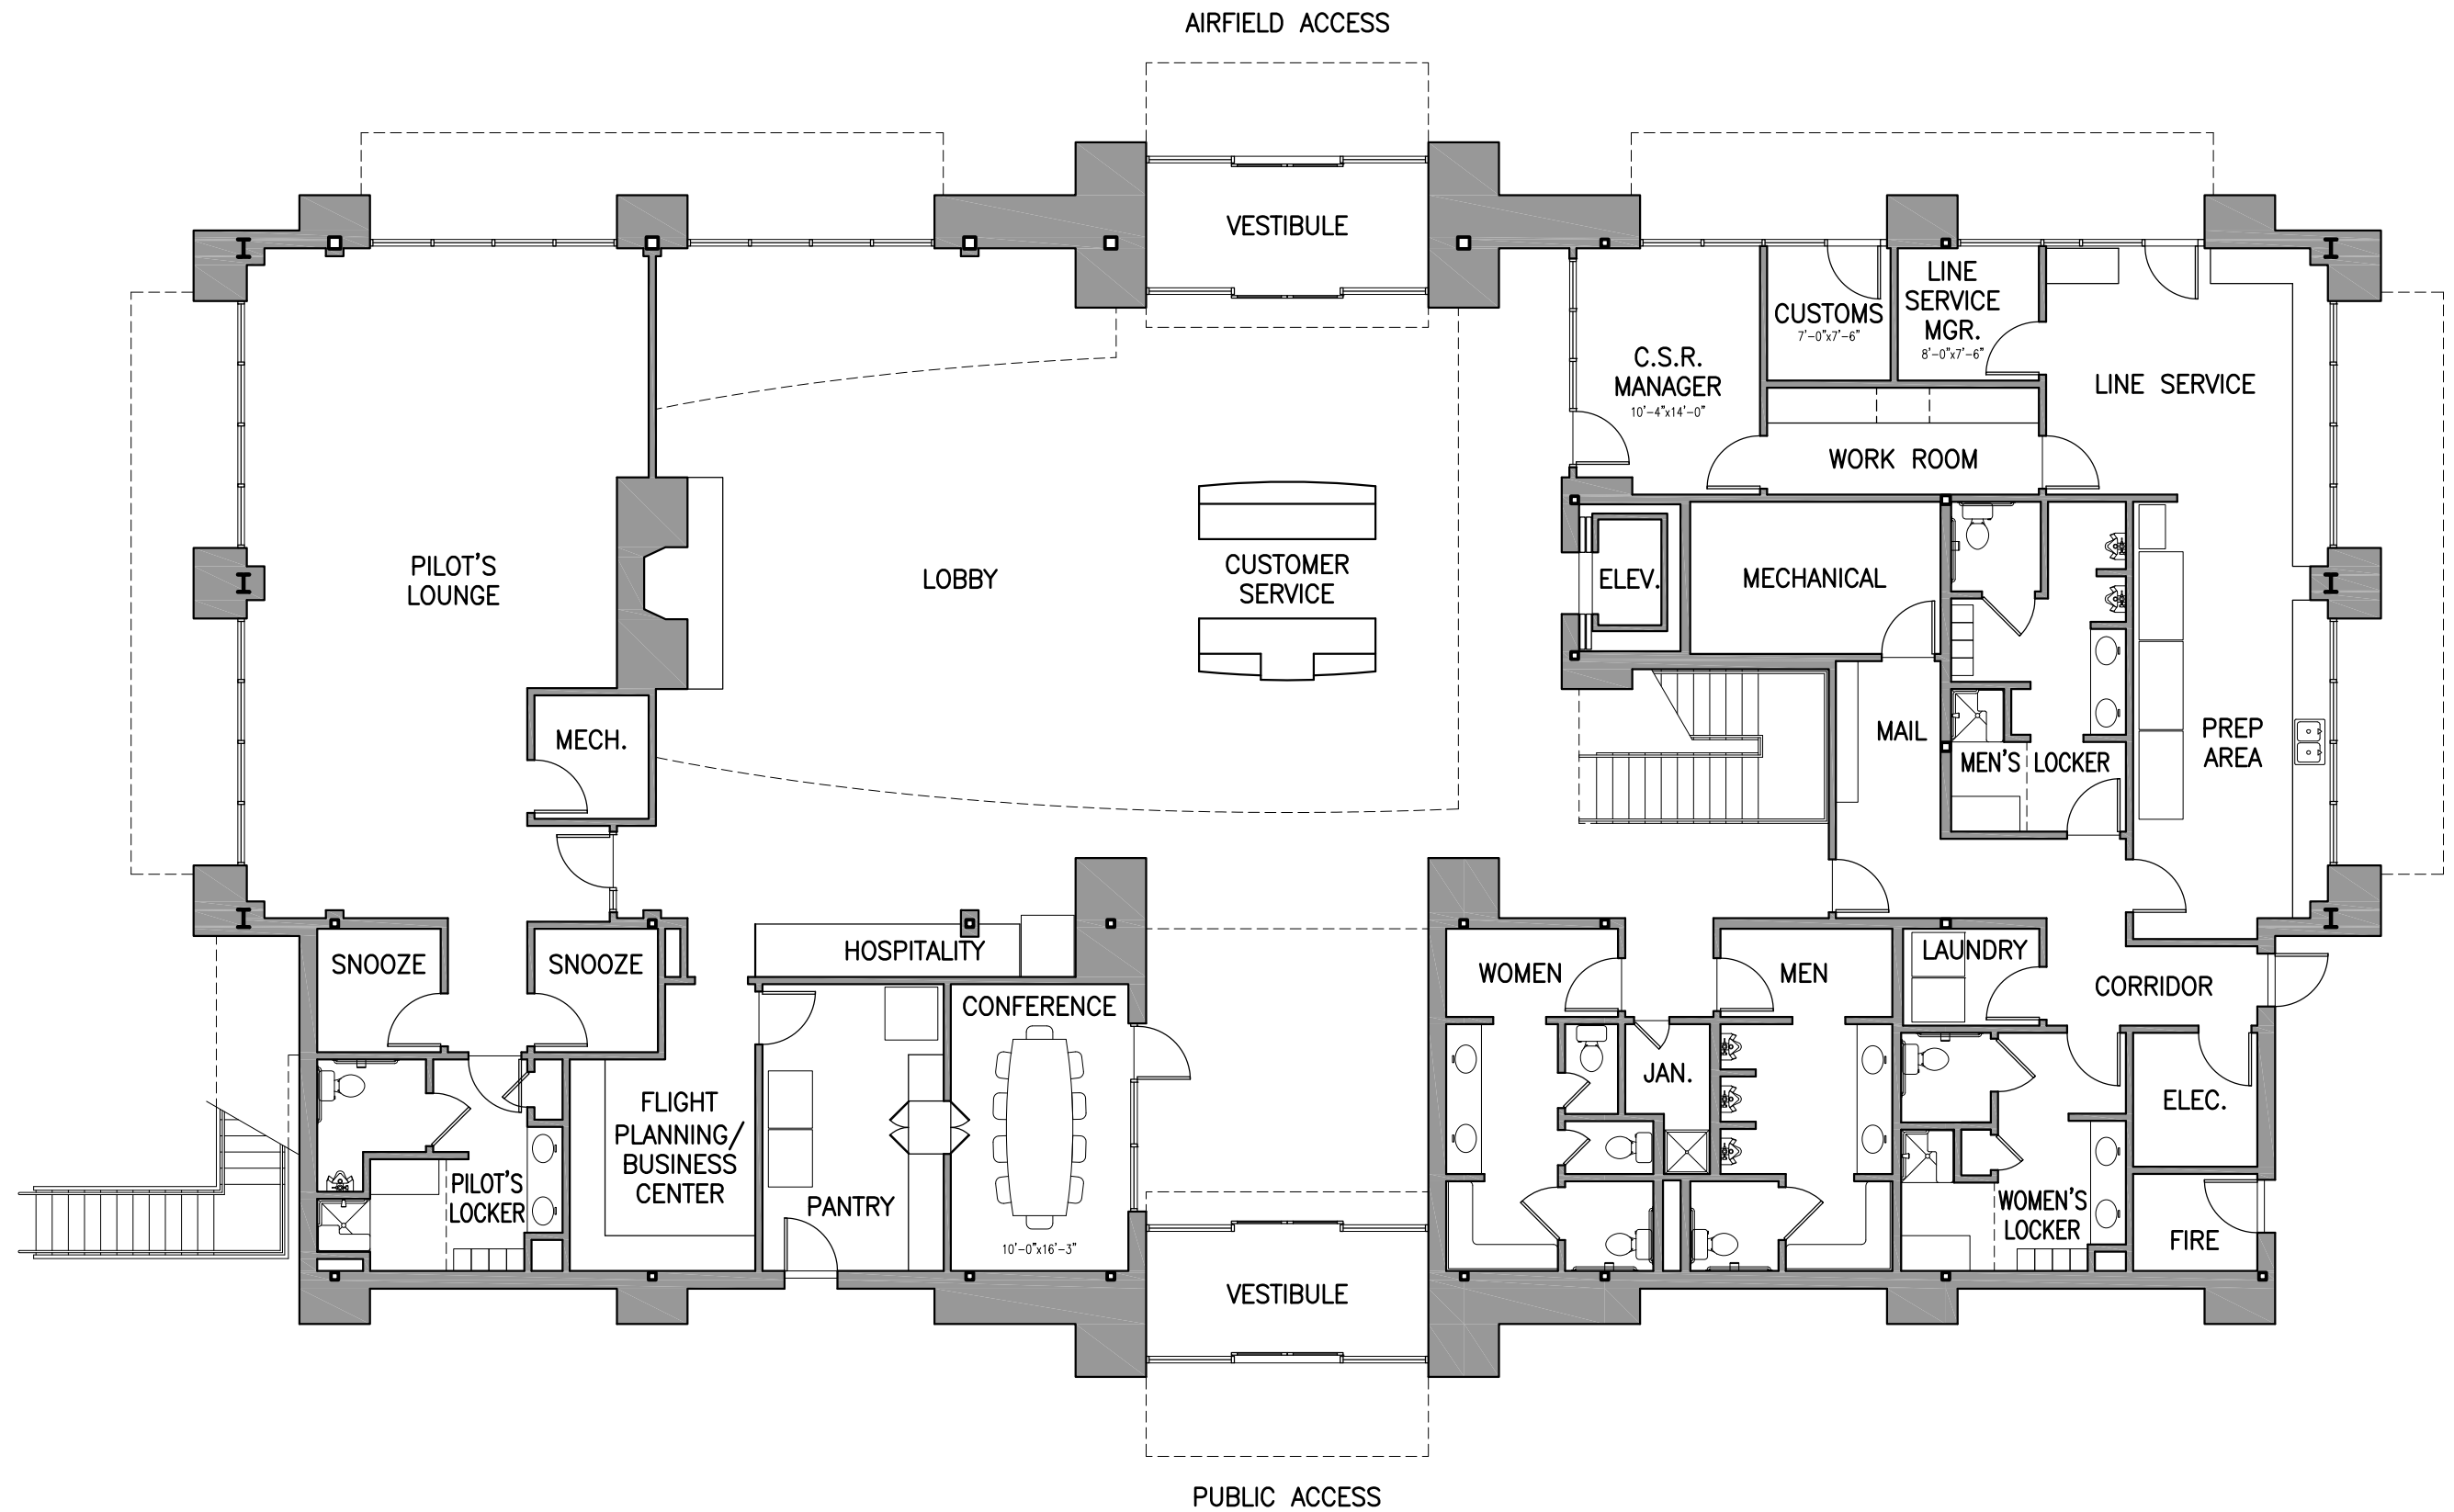 AIRFIELD ACCESS
VESTIBULE
LINE
SERVICE
MGR.
8'-0"x7'-6"
CUSTOMS
7'-0"x7'-6"
C.S.R.
MANAGER
10'-4"x14'-0"
LINE SERVICE
WORK ROOM
PILOT'S
LOUNGE
LOBBY
CUSTOMER
SERVICE
ELEV.
MECHANICAL
MECH.
MAIL
MEN'S LOCKER
PREP
AREA
SNOOZE
SNOOZE
HOSPITALITY
WOMEN
MEN
LAUNDRY
CORRIDOR
CONFERENCE
10'-0"x16'-3"
JAN.
ELEC.
FLIGHT
PLANNING/
BUSINESS
CENTER
PILOT'S
LOCKER
PANTRY
WOMEN'S
LOCKER
FIRE
VESTIBULE
PUBLIC ACCESS